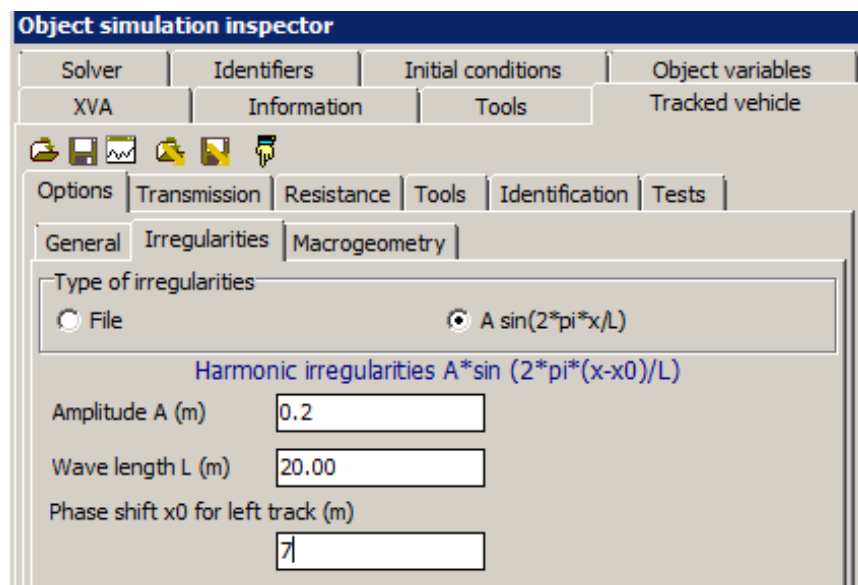 Object simulation inspector
Solver Identifiers Initial conditions Object variables
XVA Information Tools Tracked vehicle
Options Transmission Resistance Tools Identification Tests
General Irregularities Macrogeometry
Type of irregularities
File A sin(2*pi*x/L)
Harmonic irregularities A*sin (2*pi*(x-x0)/L)
Amplitude A (m) 0.2
Wave length L (m) 20.00
Phase shift x0 for left track (m)
7